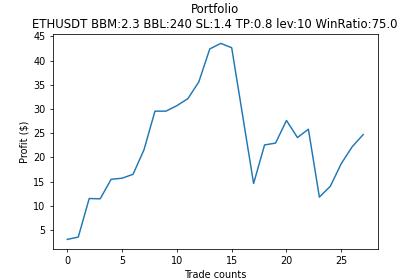 Portfolio
ETHUSDT BBM:2.3 BBL:240 SL:1.4 TP:0.8 lev:10 WinRatio:75.0
45
40
35
30
25
20
15
10
5
Profit ($)
0 5 10 15 20 25
Trade counts